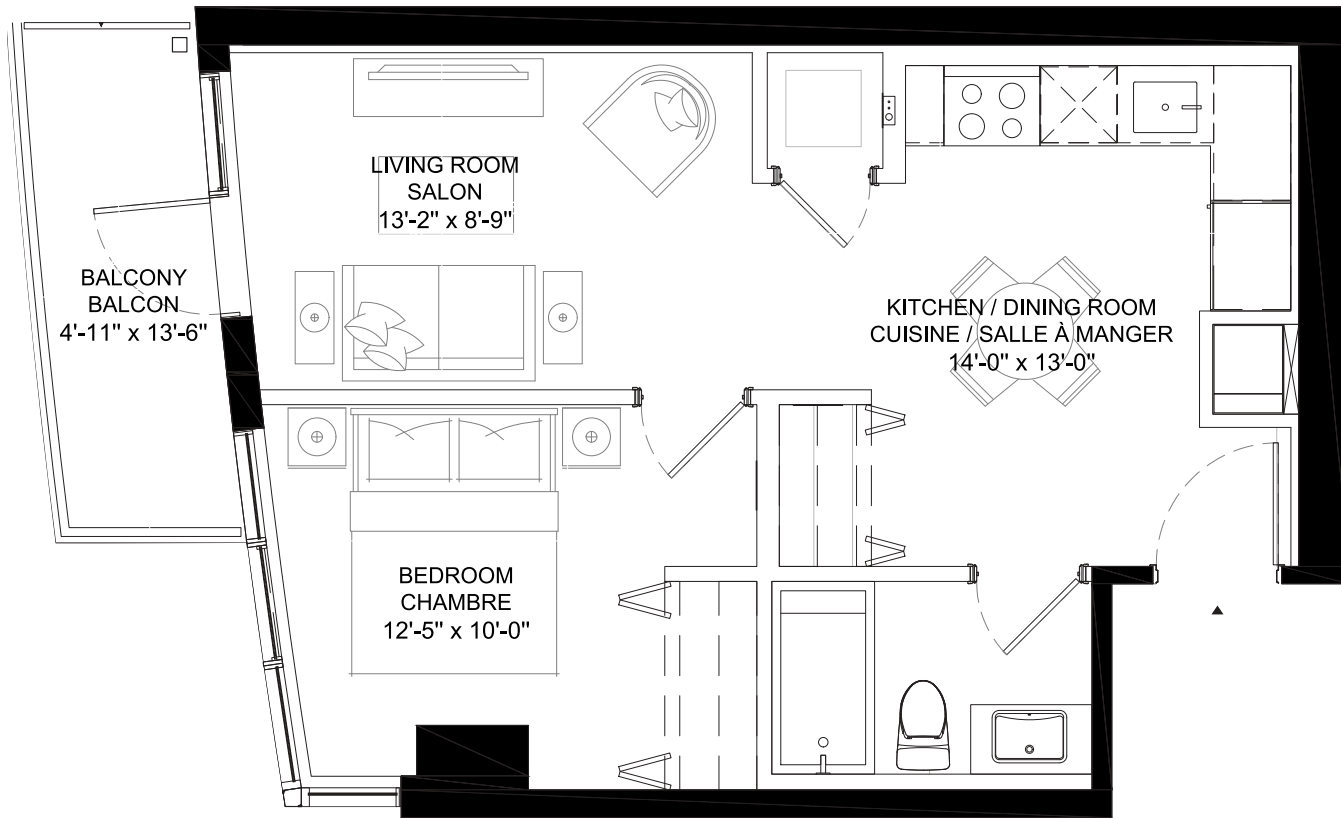 LIVING ROOM
SALON
13'-2" x 8'-9"
BALCONY
BALCON
4'-11" x 13'-6"
KITCHEN / DINING ROOM
CUISINE / SALLE À MANGER
14'-0" x 13'-0"
BEDROOM
CHAMBRE
12'-5" x 10'-0"